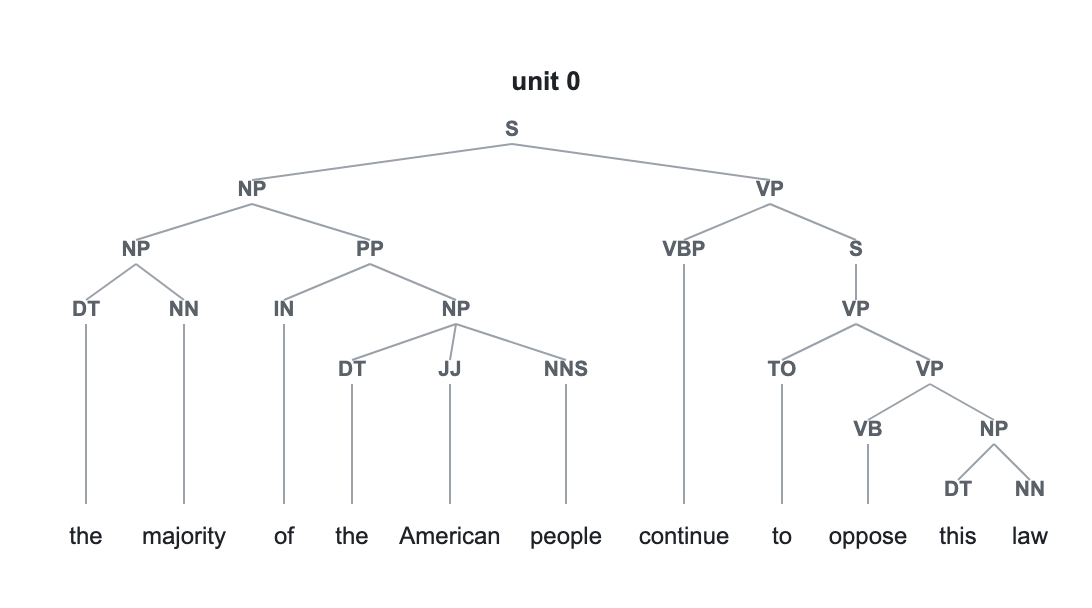 unit 0
S
NP VP
NP PP VBP S
DT NN IN NP VP
DT JJ NNS TO VP
VB NP
DT NN
the majority of the American people continue to oppose this law